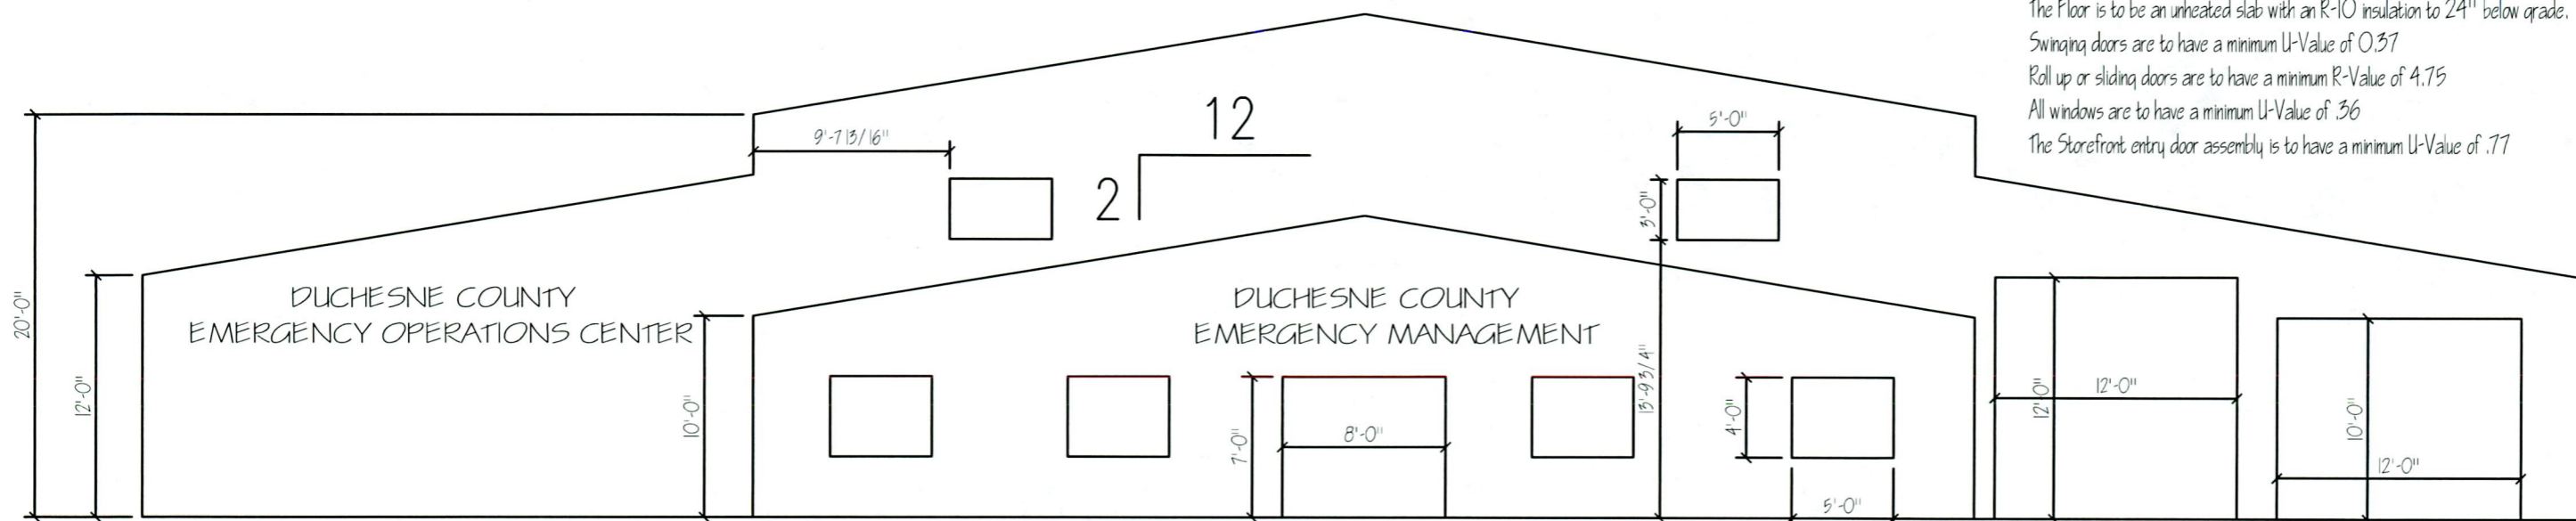 The Floor is to be an unheated slab with an R-10 insulation to 24" below grade.
Swinging doors are to have a minimum U-Value of 0.37
Roll up or sliding doors are to have a minimum R-Value of 4.75
All windows are to have a minimum U-Value of .36
The Storefront entry door assembly is to have a minimum U-Value of .77
12
2
9'-7 13/16"
5'-0"
3'-0"
20'-0"
12'-0"
DUCHESNE COUNTY
EMERGENCY OPERATIONS CENTER
10'-0"
DUCHESNE COUNTY
EMERGENCY MANAGEMENT
7'-0"
8'-0"
13'-9 3/4"
4'-0"
5'-0"
12'-0"
12'-0"
10'-0"
12'-0"